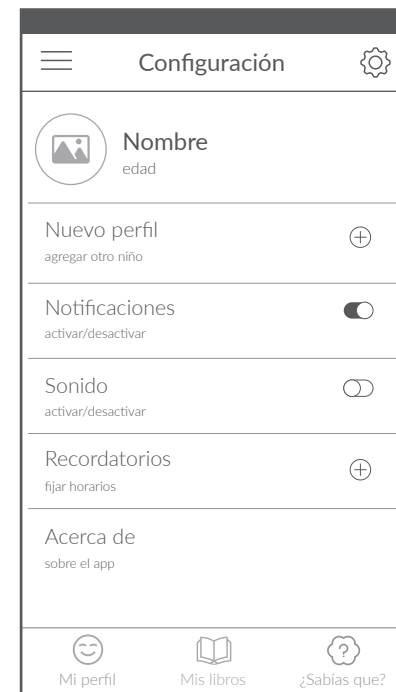 Configuración
Nombre
edad
Nuevo perfil
agregar otro niño
Notificaciones
activar/desactivar
Sonido
activar/desactivar
Recordatorios
fijar horarios
Acerca de
sobre el app
Mi perfil Mis libros ¿Sabías que?